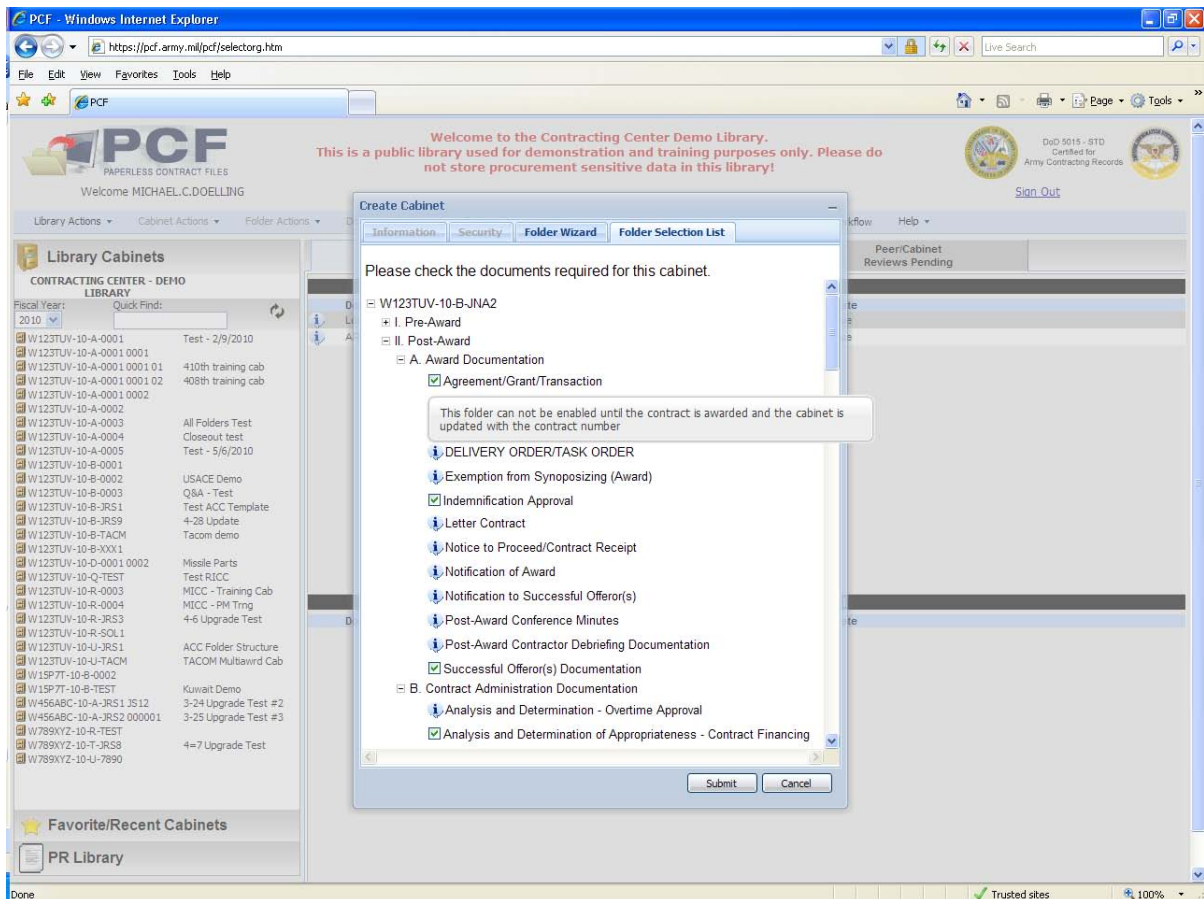 PCF - Windows Internet Explorer
https://pcf.army.mil/pcf/selectorg.htm
Live Search
File Edit View Favorites Tools Help
PCF
Page Tools
PCF
PAPERLESS CONTRACT FILES
Welcome MICHAEL.C.DOELLING
Welcome to the Contracting Center Demo Library.
This is a public library used for demonstration and training purposes only. Please do
not store procurement sensitive data in this library!
DoD 5015 - STD
Certified for
Army Contracting Records
Sign Out
Library Actions Cabinet Actions Folder Actions Help
Library Cabinets
CONTRACTING CENTER - DEMO
LIBRARY
Fiscal Year: Quick Find:
2010
W123TUV-10-A-0001 Test - 2/9/2010
W123TUV-10-A-0001 0001
W123TUV-10-A-0001 0001 01 410th training cab
W123TUV-10-A-0001 0001 02 408th training cab
W123TUV-10-A-0001 0002
W123TUV-10-A-0002
W123TUV-10-A-0003 All Folders Test
W123TUV-10-A-0004 Closeout test
W123TUV-10-A-0005 Test - 5/6/2010
W123TUV-10-B-0001
W123TUV-10-B-0002 USACE Demo
W123TUV-10-B-0003 Q&A - Test
W123TUV-10-B-JRS1 Test ACC Template
W123TUV-10-B-JRS9 4-28 Update
W123TUV-10-B-TACM Tacom demo
W123TUV-10-B-XXX1
W123TUV-10-D-0001 0002 Missile Parts
W123TUV-10-Q-TEST Test RICC
W123TUV-10-R-0003 MICC - Training Cab
W123TUV-10-R-0004 MICC - PM Trng
W123TUV-10-R-JRS3 4-6 Upgrade Test
W123TUV-10-R-SOL1
W123TUV-10-U-JRS1 ACC Folder Structure
W123TUV-10-U-TACM TACOM Multiawrd Cab
W15P7T-10-B-0002
W15P7T-10-B-TEST Kuwait Demo
W456ABC-10-A-JRS1 JS12 3-24 Upgrade Test #2
W456ABC-10-A-JRS2 000001 3-25 Upgrade Test #3
W789XYZ-10-R-TEST
W789XYZ-10-T-JRS8 4=7 Upgrade Test
W789XYZ-10-U-7890
Favorite/Recent Cabinets
PR Library
Peer/Cabinet
Reviews Pending
Create Cabinet
Information Security Folder Wizard Folder Selection List
Please check the documents required for this cabinet.
W123TUV-10-B-JNA2
I. Pre-Award
II. Post-Award
A. Award Documentation
Agreement/Grant/Transaction
This folder can not be enabled until the contract is awarded and the cabinet is
updated with the contract number
DELIVERY ORDER/TASK ORDER
Exemption from Synoposizing (Award)
Indemnification Approval
Letter Contract
Notice to Proceed/Contract Receipt
Notification of Award
Notification to Successful Offeror(s)
Post-Award Conference Minutes
Post-Award Contractor Debriefing Documentation
Successful Offeror(s) Documentation
B. Contract Administration Documentation
Analysis and Determination - Overtime Approval
Analysis and Determination of Appropriateness - Contract Financing
Submit Cancel
Done Trusted sites 100%